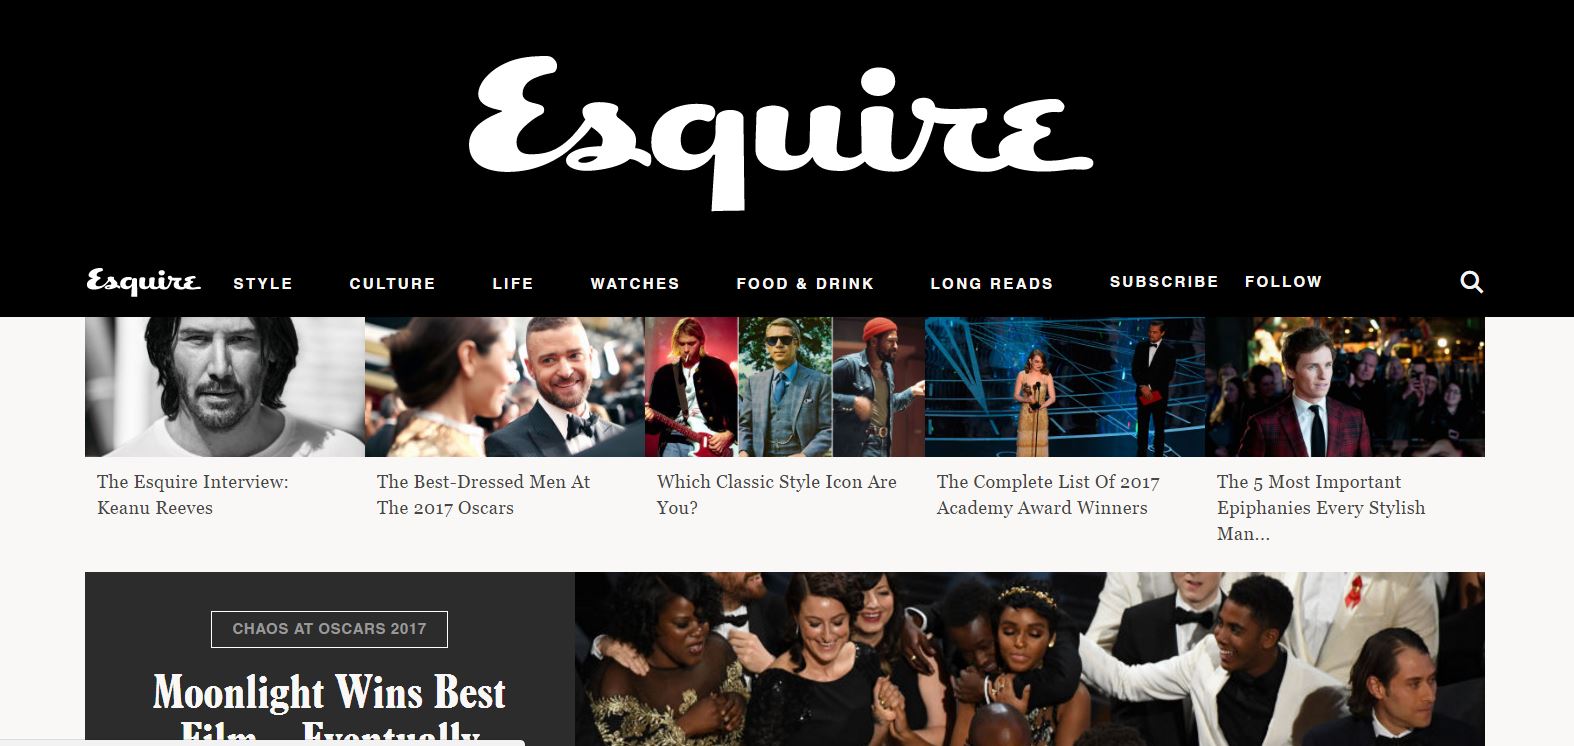 Esquire
Esquire STYLE CULTURE LIFE WATCHES FOOD & DRINK LONG READS SUBSCRIBE FOLLOW
The Esquire Interview:
Keanu Reeves
The Best-Dressed Men At
The 2017 Oscars
Which Classic Style Icon Are
You?
The Complete List Of 2017
Academy Award Winners
The 5 Most Important
Epiphanies Every Stylish
Man...
CHAOS AT OSCARS 2017
Moonlight Wins Best
Film... Eventually